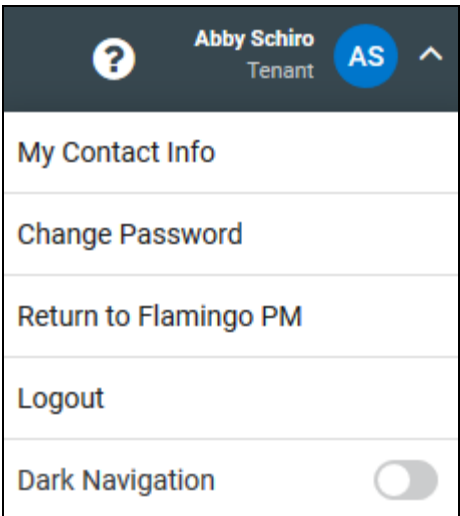 ?
Abby Schiro
Tenant
AS
My Contact Info
Change Password
Return to Flamingo PM
Logout
Dark Navigation